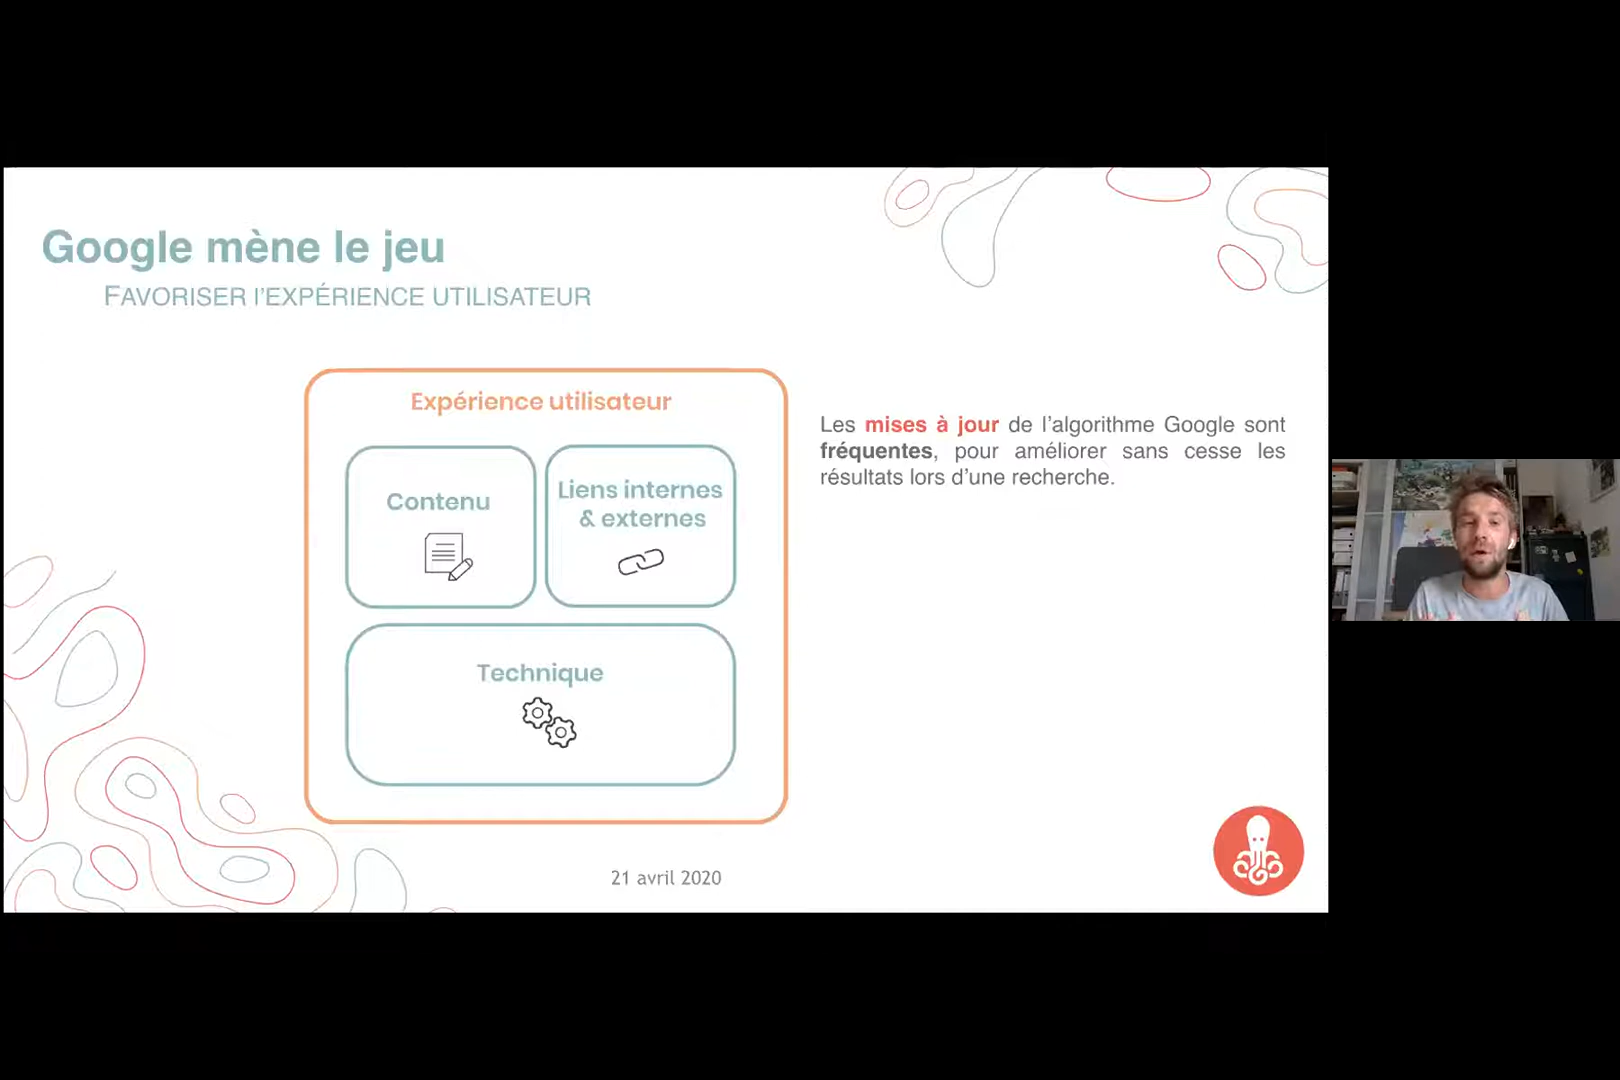 Google mène le jeu
FAVORISER l’EXPÉRIENCE UTILISATEUR
Expérience utilisateur
Contenu
Liens internes
& externes
Technique
Les mises à jour de l’algorithme Google sont
fréquentes, pour améliorer sans cesse les
résultats lors d’une recherche.
21 avril 2020